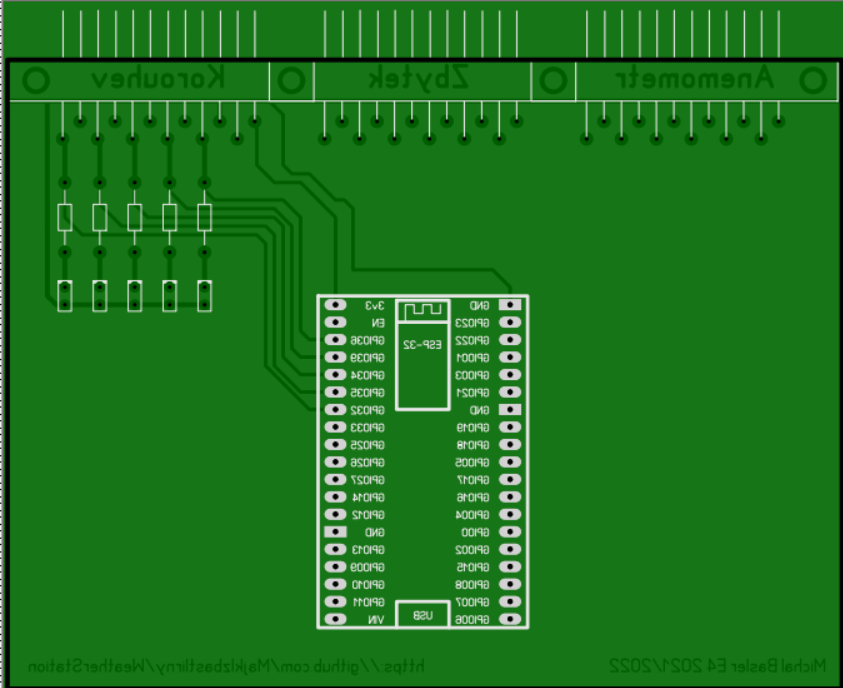 Korouhev Zbytek Anemometr
3v3 GND
EN GPIO23
GPIO36 GPIO22
ESP-32
GPIO39 GPIO01
GPIO34 GPIO03
GPIO35 GPIO21
GPIO32 GND
GPIO33 GPIO19
GPIO25 GPIO18
GPIO26 GPIO05
GPIO27 GPIO17
GPIO14 GPIO16
GPIO12 GPIO04
GND GPIO0
GPIO13 GPIO02
GPIO09 GPIO15
GPIO10 GPIO08
GPIO11 GPIO07
USB
VIN GPIO06
https://github.com/Majklzbastlirny/WeatherStation Michal Basler E4 2021/2022